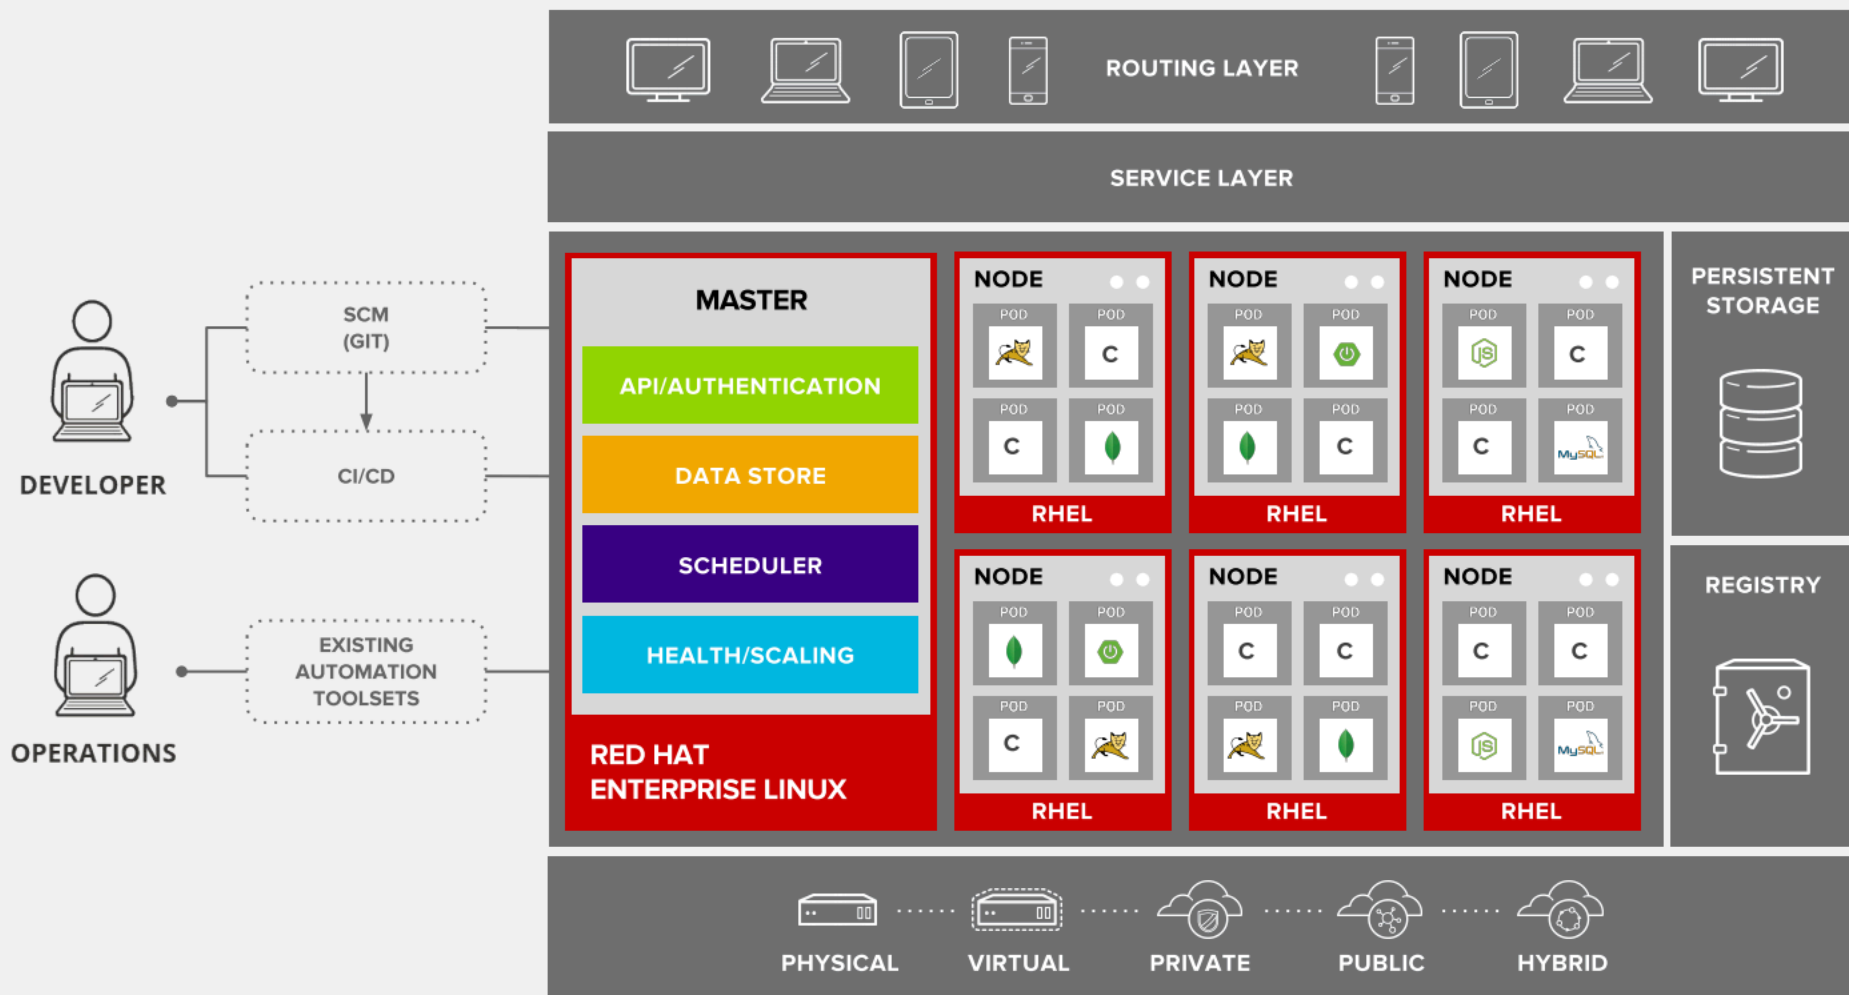 ROUTING LAYER
SERVICE LAYER
SCM
(GIT)
CI/CD
DEVELOPER
EXISTING
AUTOMATION
TOOLSETS
OPERATIONS
MASTER
API/AUTHENTICATION
DATA STORE
SCHEDULER
HEALTH/SCALING
RED HAT
ENTERPRISE LINUX
NODE
POD
POD
C
POD
POD
C
RHEL
NODE
POD
POD
POD
POD
C
RHEL
NODE
POD
POD
JS
C
POD
POD
C
MySQL
RHEL
NODE
POD
POD
POD
POD
C
RHEL
NODE
POD
POD
C
C
POD
POD
RHEL
NODE
POD
POD
C
C
POD
POD
JS
MySQL
RHEL
PERSISTENT
STORAGE
REGISTRY
PHYSICAL
VIRTUAL
PRIVATE
PUBLIC
HYBRID